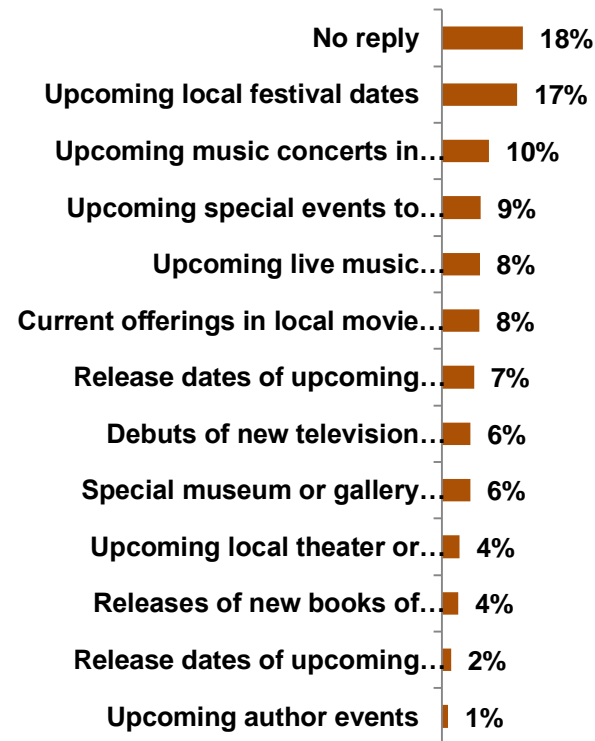 No reply 18%
Upcoming local festival dates 17%
Upcoming music concerts in… 10%
Upcoming special events to… 9%
Upcoming live music… 8%
Current offerings in local movie… 8%
Release dates of upcoming… 7%
Debuts of new television… 6%
Special museum or gallery… 6%
Upcoming local theater or… 4%
Releases of new books of… 4%
Release dates of upcoming… 2%
Upcoming author events 1%